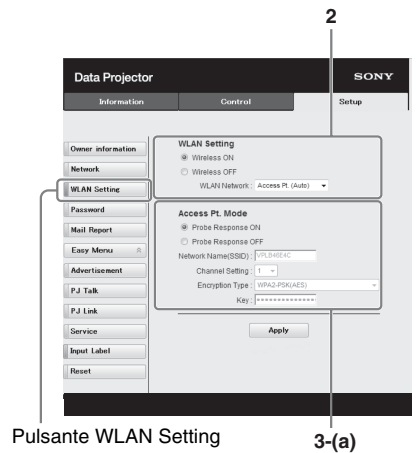 2
Data Projector
SONY
Information
Control
Setup
Owner information
Network
WLAN Setting
Password
Mail Report
Easy Menu
Advertisement
PJ Talk
PJ Link
Service
Input Label
Reset
WLAN Setting
Wireless ON
Wireless OFF
WLAN Network : Access Pt. (Auto)
Access Pt. Mode
Probe Response ON
Probe Response OFF
Network Name(SSID) : VPL846E4C
Channel Setting : 1
Encryption Type : WPA2-PSK(AES)
Key : ••••••••••••••
Apply
Pulsante WLAN Setting
3-(a)